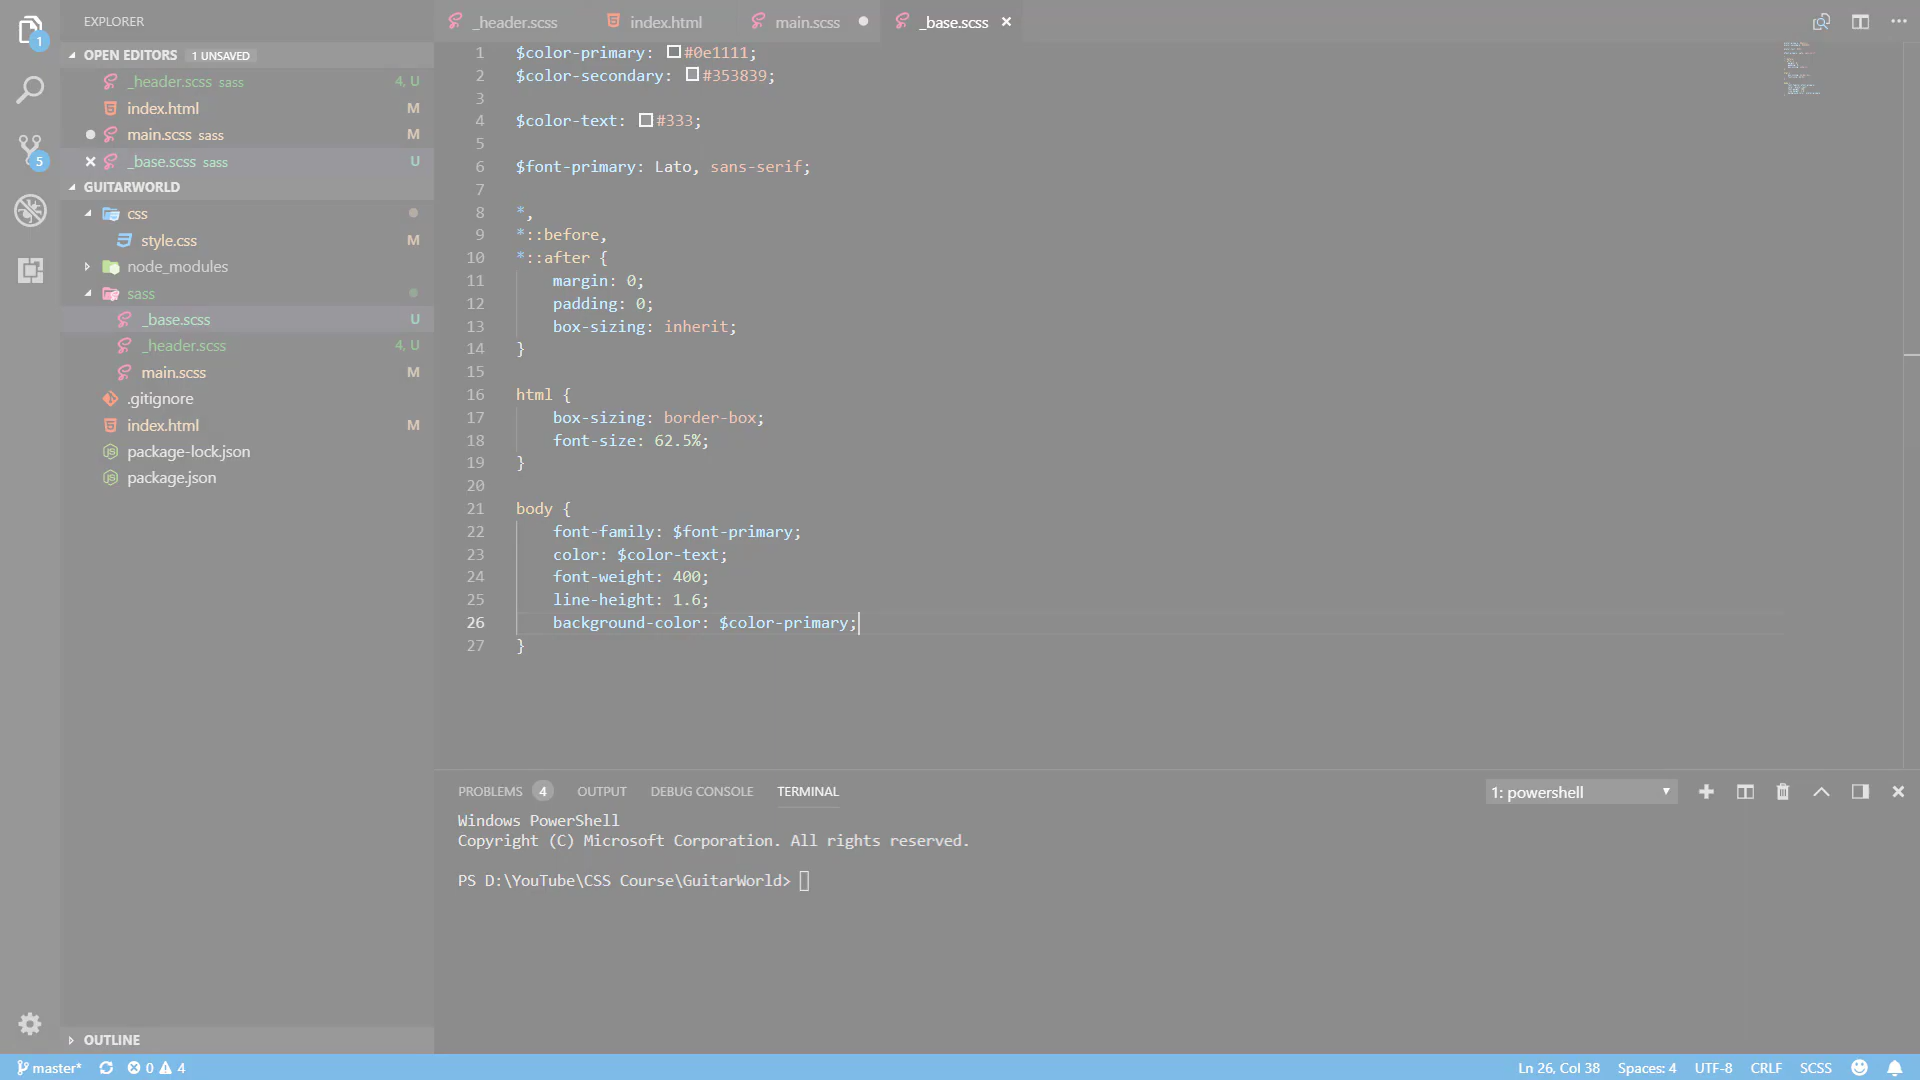 EXPLORER
OPEN EDITORS 1 UNSAVED
_header.scss sass 4, U
index.html M
main.scss sass M
_base.scss sass U
GUITARWORLD
css
style.css M
node_modules
sass
_base.scss U
_header.scss 4, U
main.scss M
.gitignore
index.html M
package-lock.json
package.json
OUTLINE
1
5
_header.scss index.html main.scss _base.scss
1 $color-primary: #0e1111;
2 $color-secondary: #353839;
3
4 $color-text: #333;
5
6 $font-primary: Lato, sans-serif;
7
8 *,
9 *::before,
10 *::after {
11 margin: 0;
12 padding: 0;
13 box-sizing: inherit;
14 }
15
16 html {
17 box-sizing: border-box;
18 font-size: 62.5%;
19 }
20
21 body {
22 font-family: $font-primary;
23 color: $color-text;
24 font-weight: 400;
25 line-height: 1.6;
26 background-color: $color-primary;
27 }
PROBLEMS 4 OUTPUT DEBUG CONSOLE TERMINAL 1: powershell
Windows PowerShell
Copyright (C) Microsoft Corporation. All rights reserved.
PS D:\YouTube\CSS Course\GuitarWorld>
master* 0 4 Ln 26, Col 38 Spaces: 4 UTF-8 CRLF SCSS